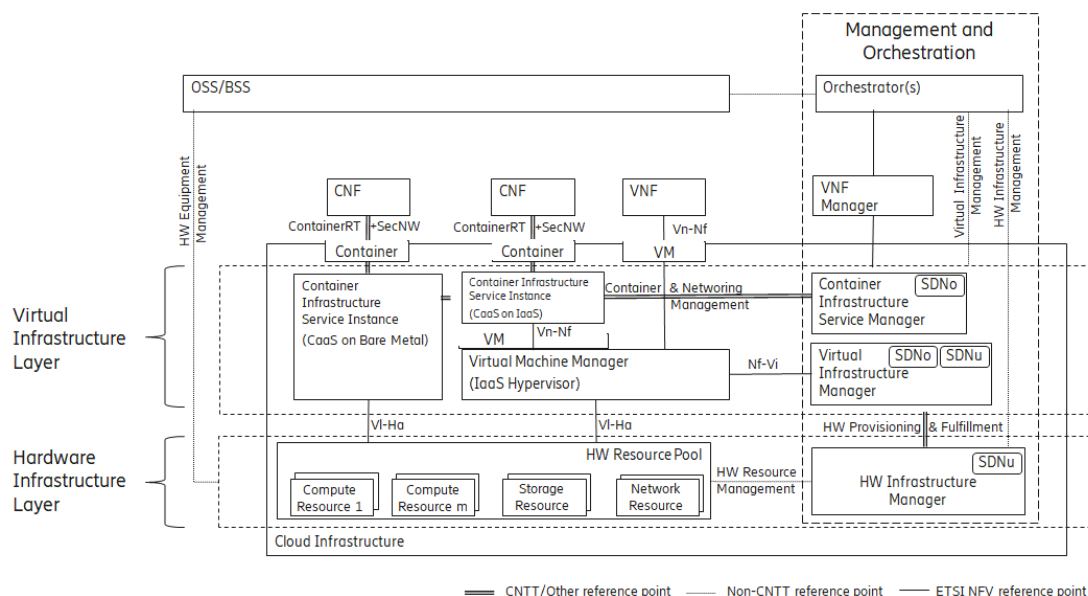 Management and
Orchestration
OSS/BSS
Orchestrator(s)
HW Equipment
Management
Virtual Infrastructure
Management
HW Infrastructure
Management
CNF
CNF
VNF
VNF
Manager
ContainerRT
+SecNW
ContainerRT
+SecNW
Vn-Nf
Container
Container
VM
Virtual
Infrastructure
Layer
Container
Infrastructure
Service Instance
(CaaS on Bare Metal)
Container Infrastructure
Service Instance
(CaaS on IaaS)
Container & Networing
Management
Container
Infrastructure
Service Manager
SDNo
VM
Vn-Nf
Virtual Machine Manager
(IaaS Hypervisor)
Nf-Vi
Virtual
Infrastructure
Manager
SDNo
SDNu
Vl-Ha
Vl-Ha
HW Provisioning & Fulfillment
Hardware
Infrastructure
Layer
HW Resource Pool
Compute
Resource 1
Compute
Resource m
Storage
Resource
Network
Resource
HW Resource
Management
SDNu
HW Infrastructure
Manager
Cloud Infrastructure
CNTT/Other reference point
Non-CNTT reference point
ETSI NFV reference point